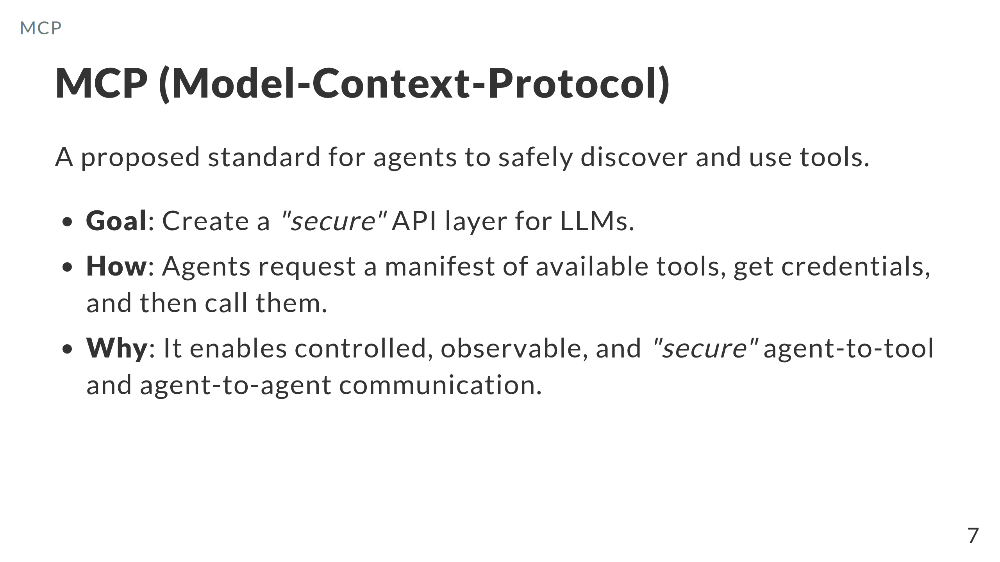 MCP
MCP (Model-Context-Protocol)
A proposed standard for agents to safely discover and use tools.
• Goal: Create a "secure" API layer for LLMs.
• How: Agents request a manifest of available tools, get credentials,
and then call them.
• Why: It enables controlled, observable, and "secure" agent-to-tool
and agent-to-agent communication.
7